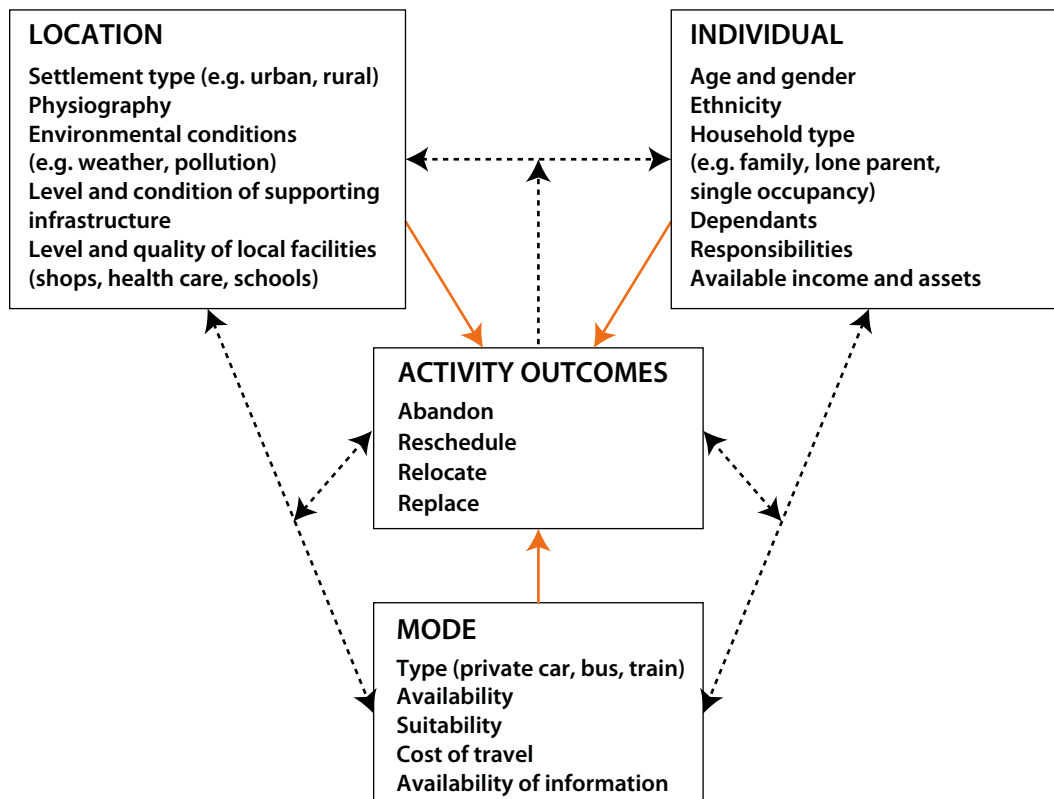 LOCATION
Settlement type (e.g. urban, rural)
Physiography
Environmental conditions
(e.g. weather, pollution)
Level and condition of supporting
infrastructure
Level and quality of local facilities
(shops, health care, schools)
INDIVIDUAL
Age and gender
Ethnicity
Household type
(e.g. family, lone parent,
single occupancy)
Dependants
Responsibilities
Available income and assets
ACTIVITY OUTCOMES
Abandon
Reschedule
Relocate
Replace
MODE
Type (private car, bus, train)
Availability
Suitability
Cost of travel
Availability of information